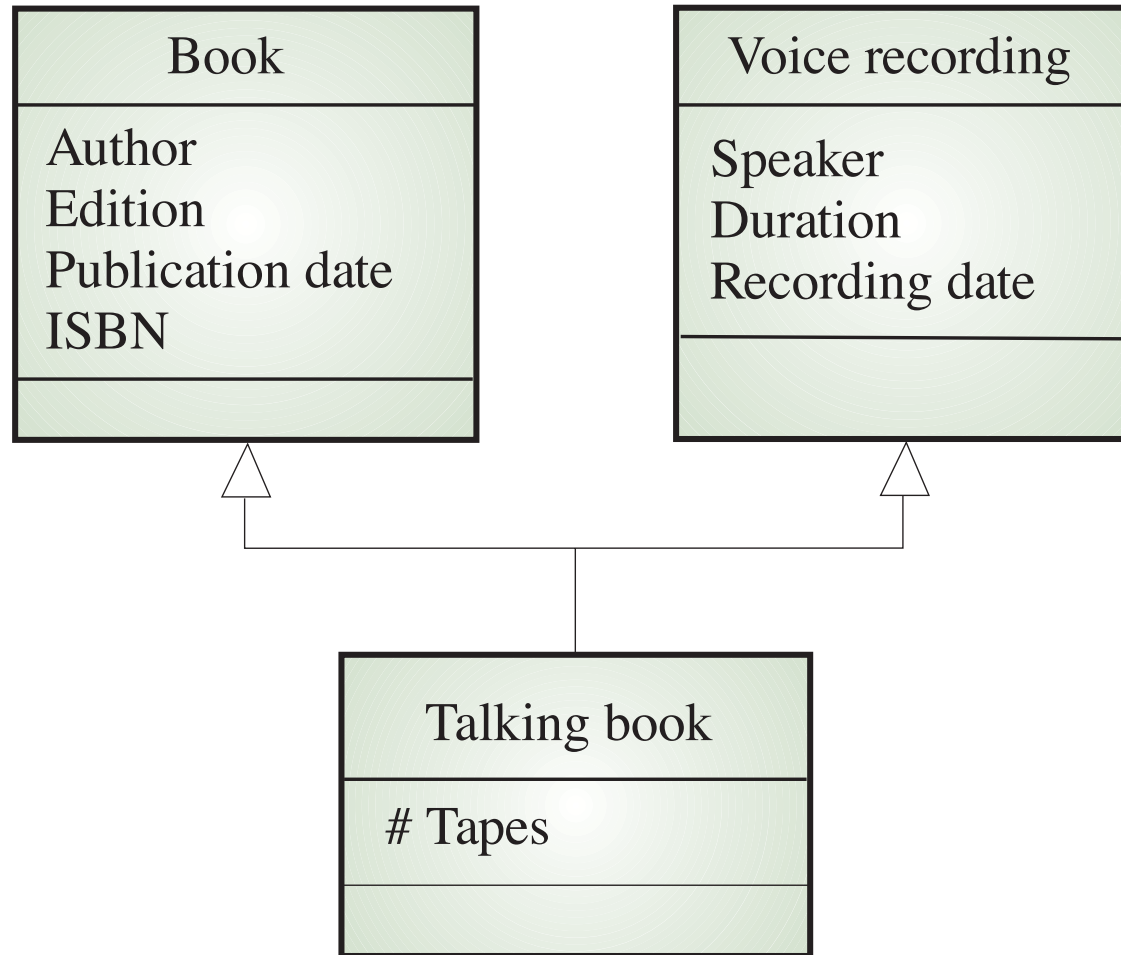 Book
Author
Edition
Publication date
ISBN
Voice recording
Speaker
Duration
Recording date
Talking book
# Tapes